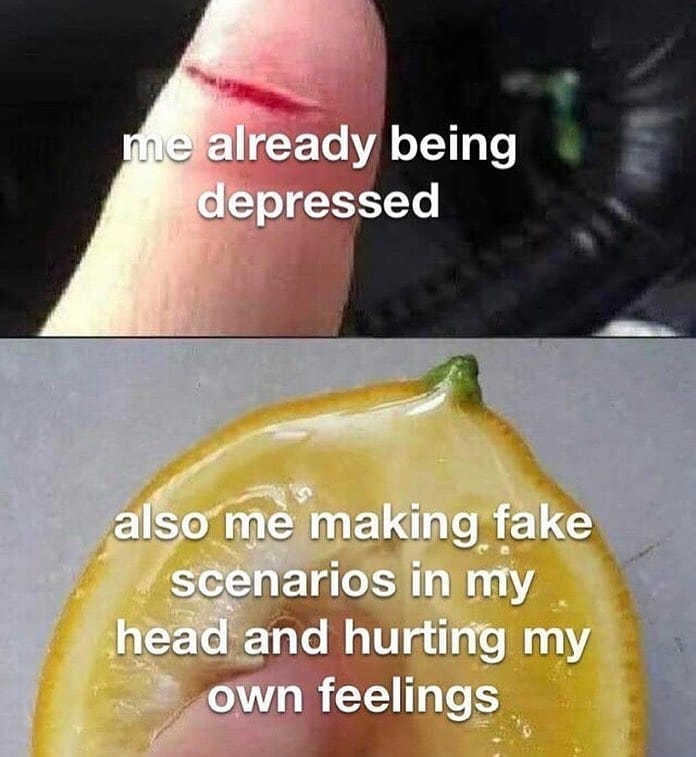 me already being
depressed
also me making fake
scenarios in my
head and hurting my
own feelings